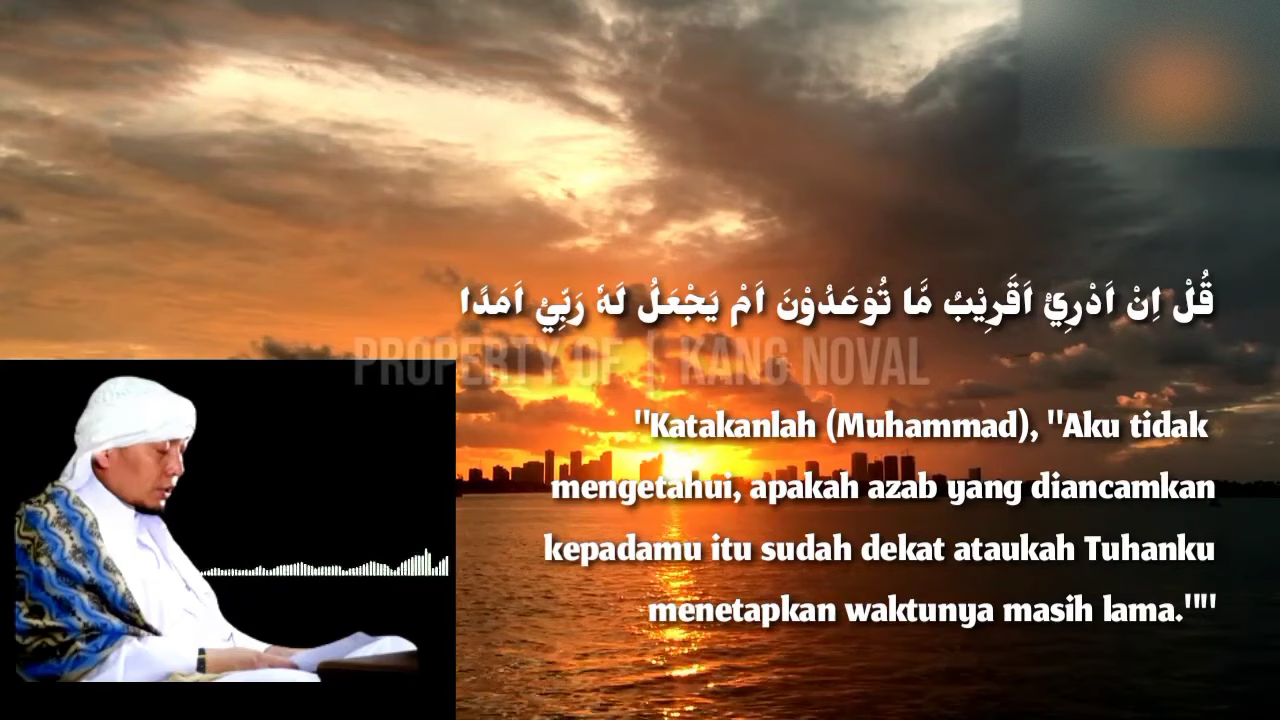 قُلْ اِنْ اَدْرِيْٓ اَقَرِيْبٌ مَّا تُوْعَدُوْنَ اَمْ يَجْعَلُ لَهٗ رَبِّيْٓ اَمَدًا
PROPERTY OF | KANG NOVAL
"Katakanlah (Muhammad), "Aku tidak
mengetahui, apakah azab yang diancamkan
kepadamu itu sudah dekat ataukah Tuhanku
menetapkan waktunya masih lama.""